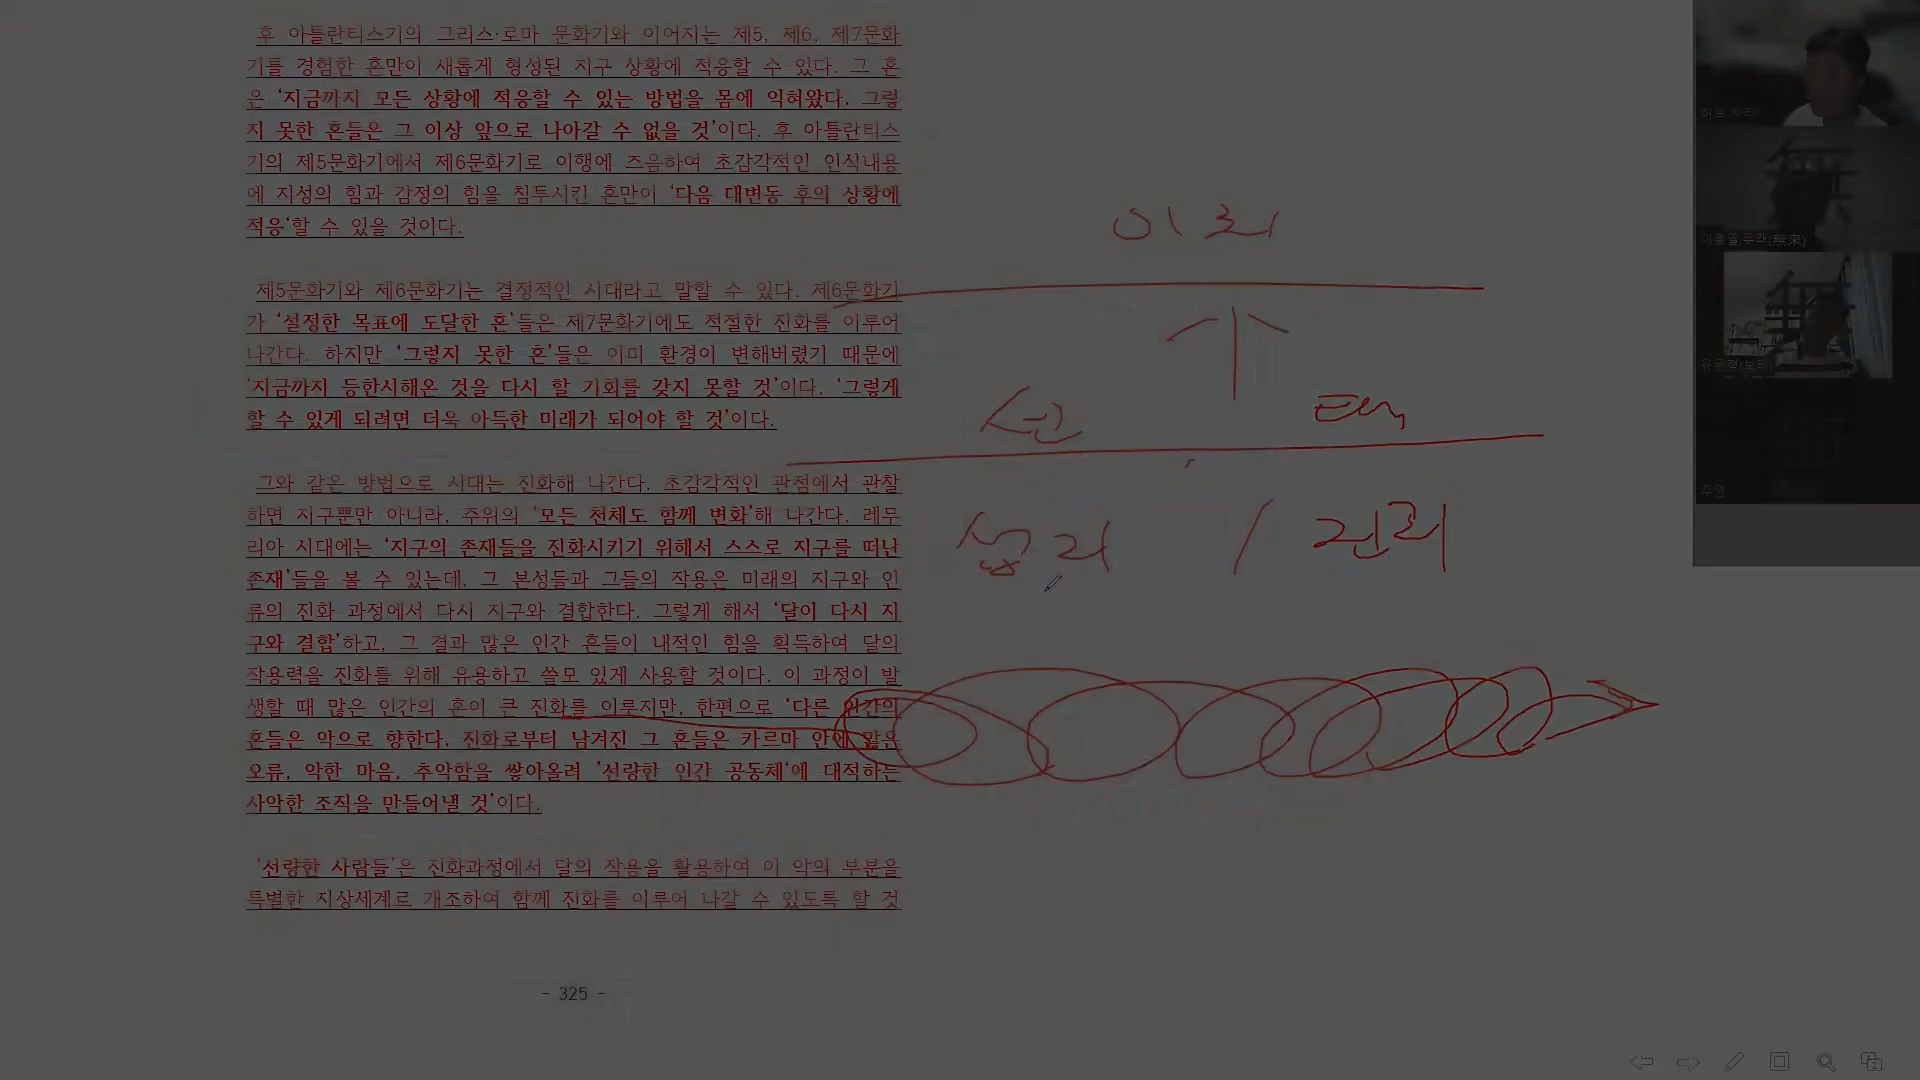 후 아틀란티스기의 그리스·로마 문화기와 이어지는 제5, 제6, 제7문화
기를 경험한 혼만이 새롭게 형성된 지구 상황에 적응할 수 있다. 그 혼
은 ‘지금까지 모든 상황에 적응할 수 있는 방법을 몸에 익혀왔다. 그렇
지 못한 혼들은 그 이상 앞으로 나아갈 수 없을 것’이다. 후 아틀란티스
기의 제5문화기에서 제6문화기로 이행에 즈음하여 초감각적인 인식내용
에 지성의 힘과 감정의 힘을 침투시킨 혼만이 ‘다음 대변동 후의 상황에
적응‘할 수 있을 것이다.
제5문화기와 제6문화기는 결정적인 시대라고 말할 수 있다. 제6문화기
가 ‘설정한 목표에 도달한 혼’들은 제7문화기에도 적절한 진화를 이루어
나간다. 하지만 ‘그렇지 못한 혼’들은 이미 환경이 변해버렸기 때문에
‘지금까지 등한시해온 것을 다시 할 기회를 갖지 못할 것’이다. ‘그렇게
할 수 있게 되려면 더욱 아득한 미래가 되어야 할 것’이다.
그와 같은 방법으로 시대는 진화해 나간다. 초감각적인 관점에서 관찰
하면 지구뿐만 아니라, 주위의 ‘모든 천체도 함께 변화’해 나간다. 레무
리아 시대에는 ‘지구의 존재들을 진화시키기 위해서 스스로 지구를 떠난
존재’들을 볼 수 있는데, 그 본성들과 그들의 작용은 미래의 지구와 인
류의 진화 과정에서 다시 지구와 결합한다. 그렇게 해서 ‘달이 다시 지
구와 결합’하고, 그 결과 많은 인간 혼들이 내적인 힘을 획득하여 달의
작용력을 진화를 위해 유용하고 쓸모 있게 사용할 것이다. 이 과정이 발
생할 때 많은 인간의 혼이 큰 진화를 이루지만, 한편으로 ‘다른 인간의
혼들은 악으로 향한다. 진화로부터 남겨진 그 혼들은 카르마 안에 많은
오류, 악한 마음, 추악함을 쌓아올려 ’선량한 인간 공동체‘에 대적하는
사악한 조직을 만들어낼 것’이다.
‘선량한 사람들’은 진화과정에서 달의 작용을 활용하여 이 악의 부분을
특별한 지상세계로 개조하여 함께 진화를 이루어 나갈 수 있도록 할 것
- 325 -
이리
선
섭리 / 진리